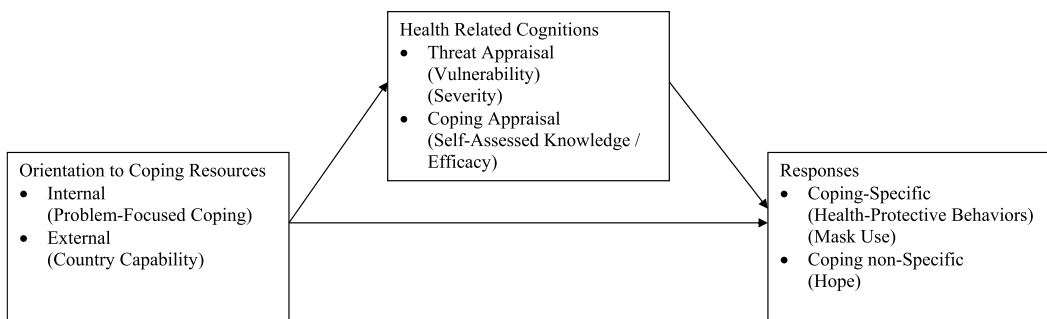 Health Related Cognitions
● Threat Appraisal
(Vulnerability)
(Severity)
● Coping Appraisal
(Self-Assessed Knowledge /
Efficacy)
Orientation to Coping Resources
● Internal
(Problem-Focused Coping)
● External
(Country Capability)
Responses
● Coping-Specific
(Health-Protective Behaviors)
(Mask Use)
● Coping non-Specific
(Hope)